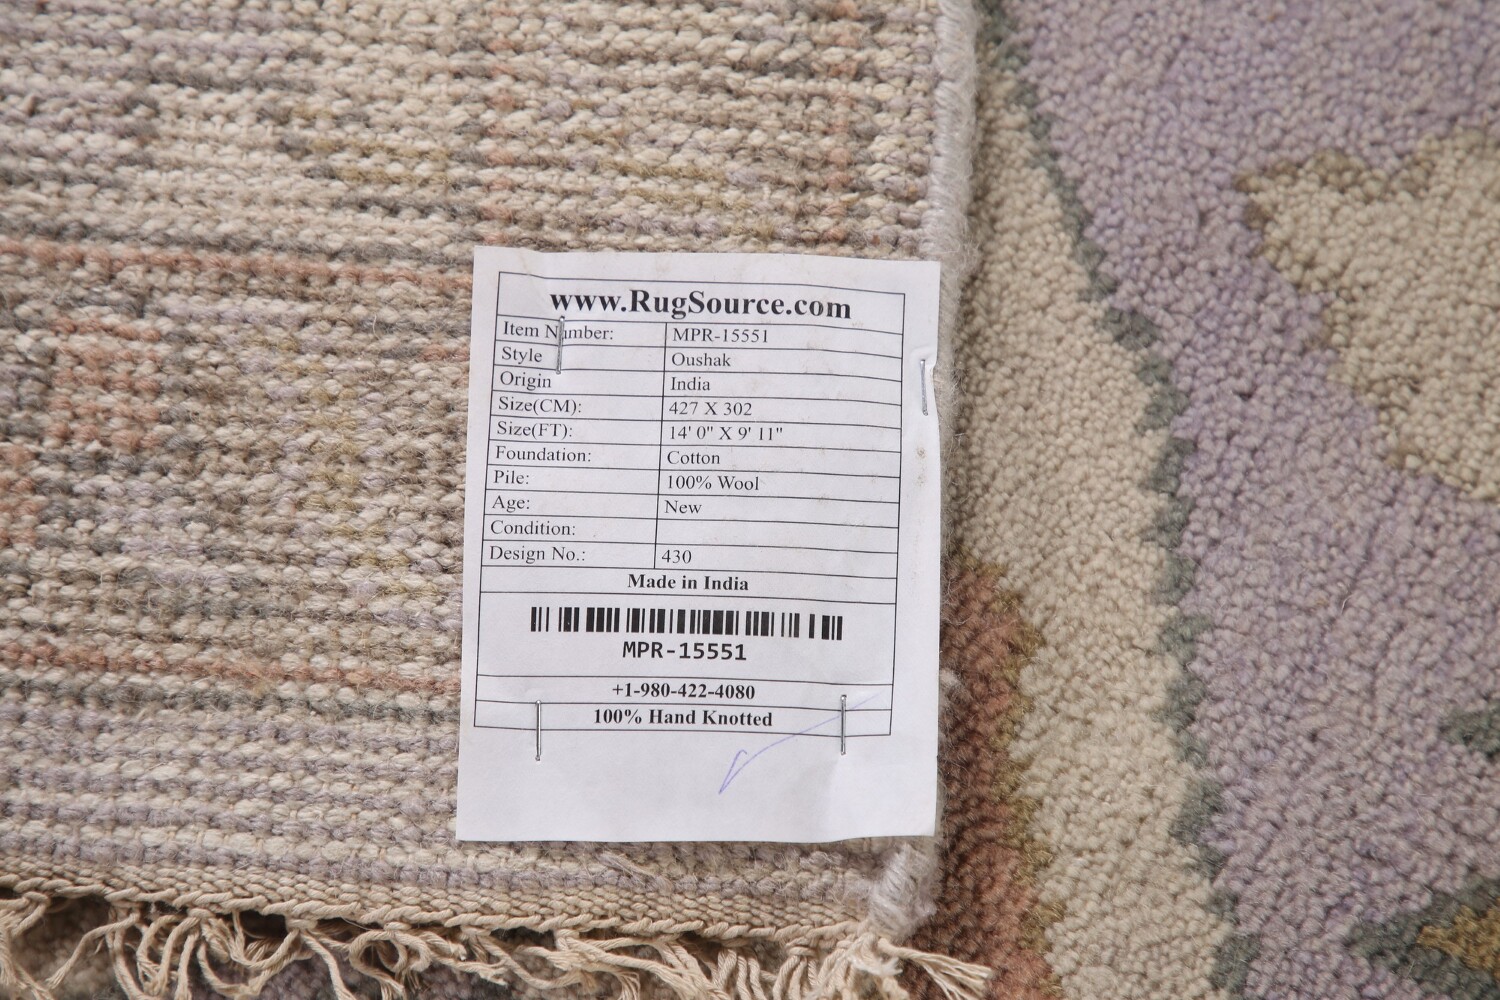 www.RugSource.com
Item Number: MPR-15551
Style Oushak
Origin India
Size(CM): 427 X 302
Size(FT): 14' 0" X 9' 11"
Foundation: Cotton
Pile: 100% Wool
Age: New
Condition:
Design No.: 430
Made in India
MPR-15551
+1-980-422-4080
100% Hand Knotted